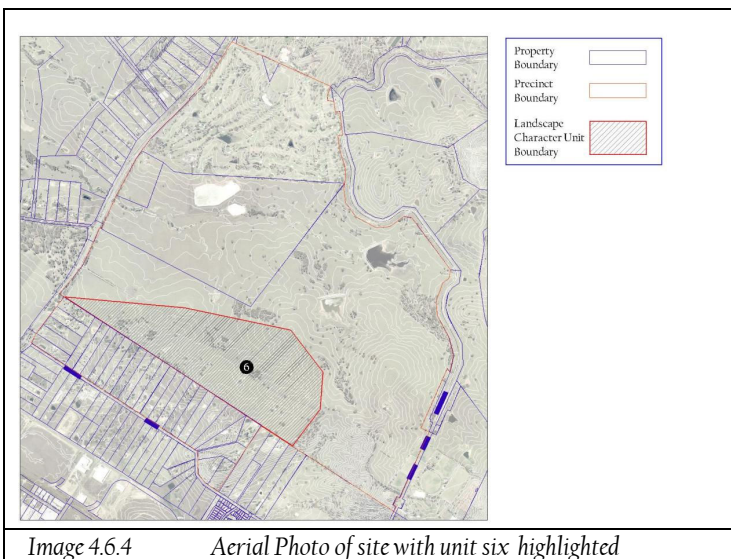 Property
Boundary
Precinct
Boundary
Landscape
Character Unit
Boundary
6
Image 4.6.4 Aerial Photo of site with unit six highlighted